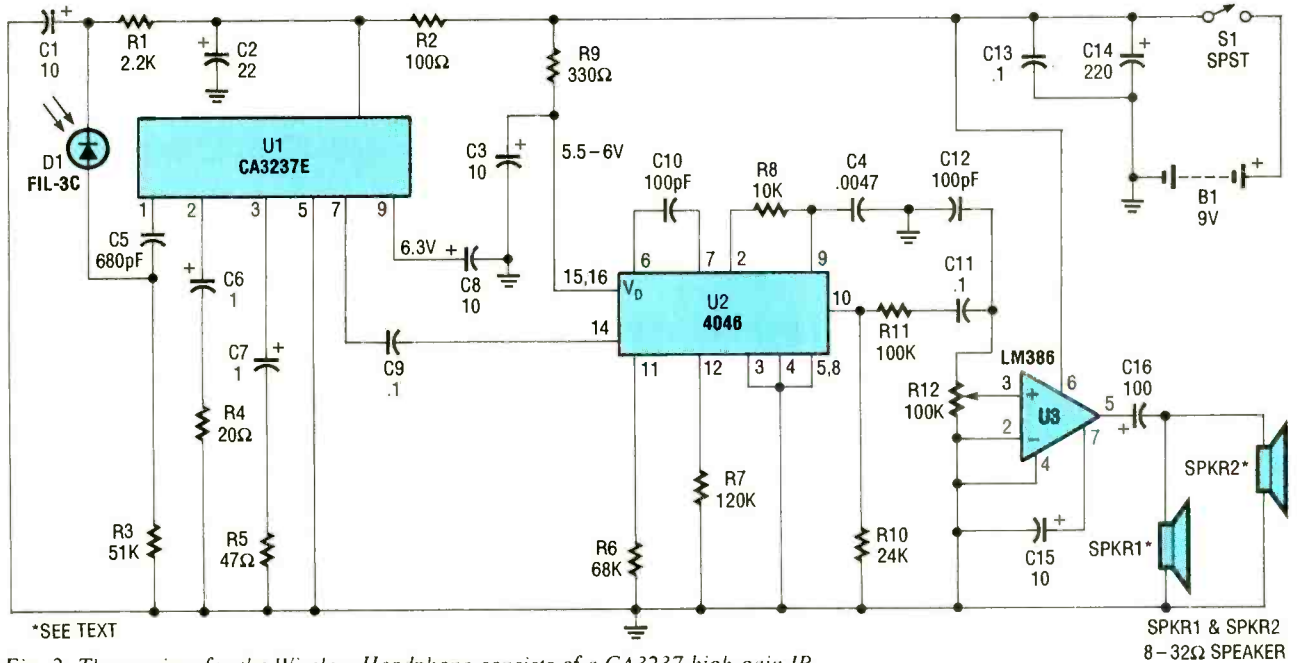 C1
10
+
R1
2.2K
+
C2
22
R2
100Ω
R9
330Ω
C13
.1
C14
220
+
S1
SPST
D1
FIL-3C
U1
CA3237E
1
2
3
5
7
9
C3
10
+
5.5–6V
C10
100pF
R8
10K
C4
.0047
C12
100pF
B1
9V
+
C5
680pF
6.3V
+
C8
10
15,16
VD
6
7
2
9
U2
4046
10
14
11
12
3
4
5,8
C11
.1
R11
100K
+
C6
1
C7
1
+
C9
.1
LM386
R12
100K
3
+
2
−
U3
6
5
7
4
C16
100
+
SPKR2*
R4
20Ω
R7
120K
R3
51K
R5
47Ω
R6
68K
R10
24K
C15
10
+
SPKR1*
*SEE TEXT
SPKR1 & SPKR2
8–32Ω SPEAKER